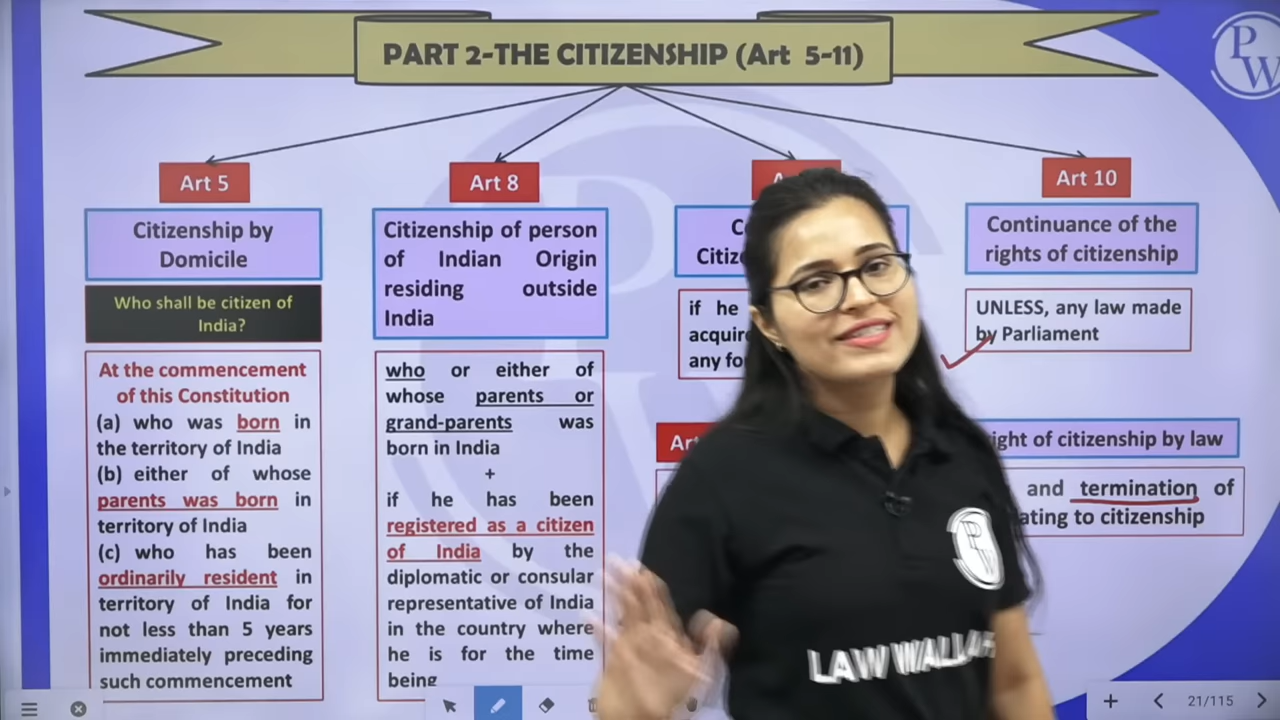 PART 2-THE CITIZENSHIP (Art 5-11)
P
W
Art 5
Citizenship by
Domicile
Who shall be citizen of
India?
At the commencement
of this Constitution
(a) who was born in
the territory of India
(b) either of whose
parents was born in
territory of India
(c) who has been
ordinarily resident in
territory of India for
not less than 5 years
immediately preceding
such commencement
Art 8
Citizenship of person
of Indian Origin
residing outside
India
who or either of
whose parents or
grand-parents was
born in India
+
if he has been
registered as a citizen
of India by the
diplomatic or consular
representative of India
in the country where
he is for the time
being
if he
any
Art 10
Continuance of the
rights of citizenship
UNLESS, any law made
by Parliament
of citizenship by law
and termination of
to citizenship
P
W
LAW WALLAH
21/115